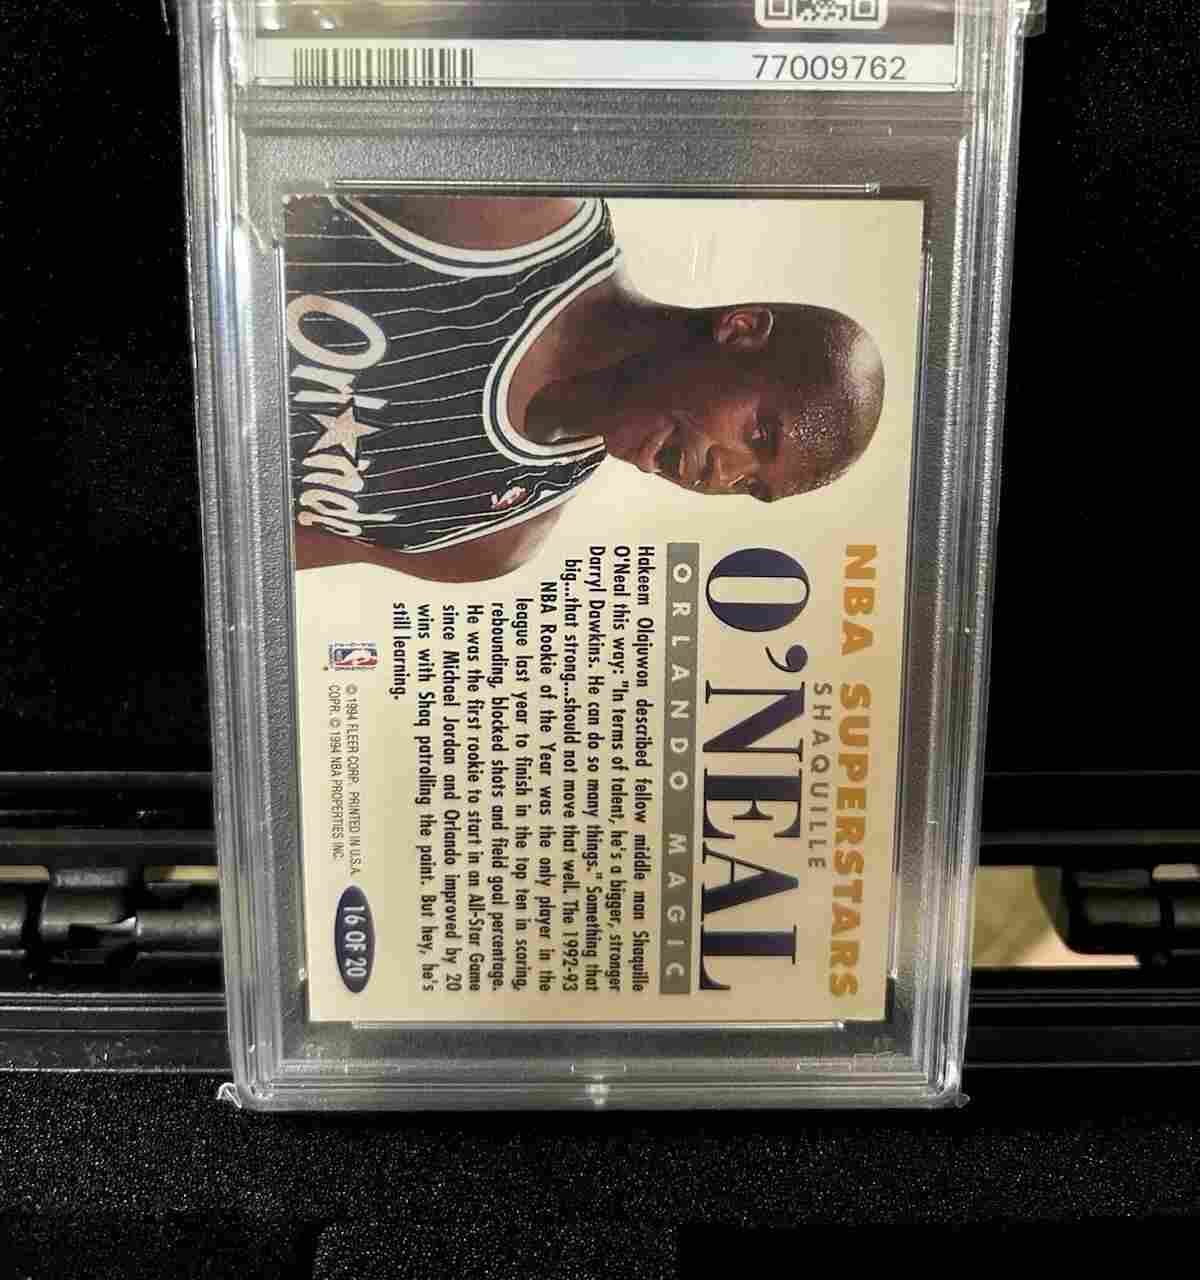 77009762
NBA SUPERSTARS
SHAQUILLE
O'NEAL
ORLANDO MAGIC
Hakeem Olajuwon described fellow middle man Shaquille
O'Neal this way: "In terms of talent, he's a bigger, stronger
Darryl Dawkins. He can do so many things." Something that
big...that strong...should not move that well. The 1992-93
NBA Rookie of the Year was the only player in the
league last year to finish in the top ten in scoring,
rebounding, blocked shots and field goal percentage.
He was the first rookie to start in an All-Star Game
since Michael Jordan and Orlando improved by 20
wins with Shaq patrolling the paint. But hey, he's
still learning.
© 1994 FLEER CORP. PRINTED IN U.S.A.
COPR. © 1994 NBA PROPERTIES INC.
16 OF 20
Orlando